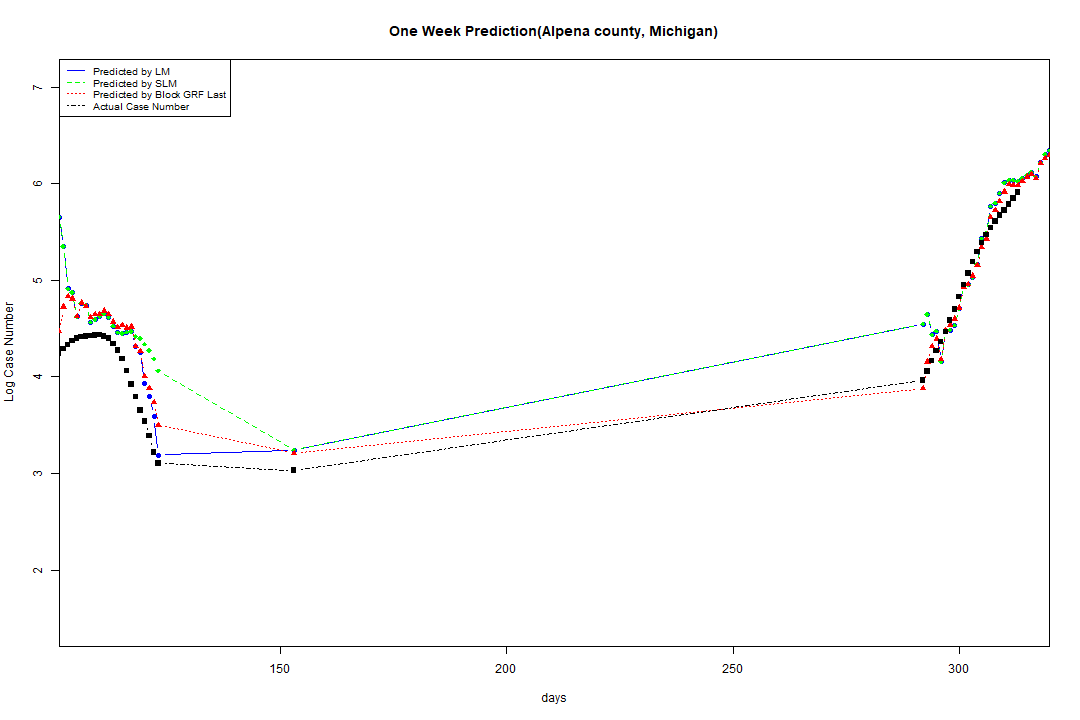 One Week Prediction(Alpena county, Michigan)
Predicted by LM
Predicted by SLM
Predicted by Block GRF Last
Actual Case Number
7
6
5
4
3
2
Log Case Number
150 200 250 300
days